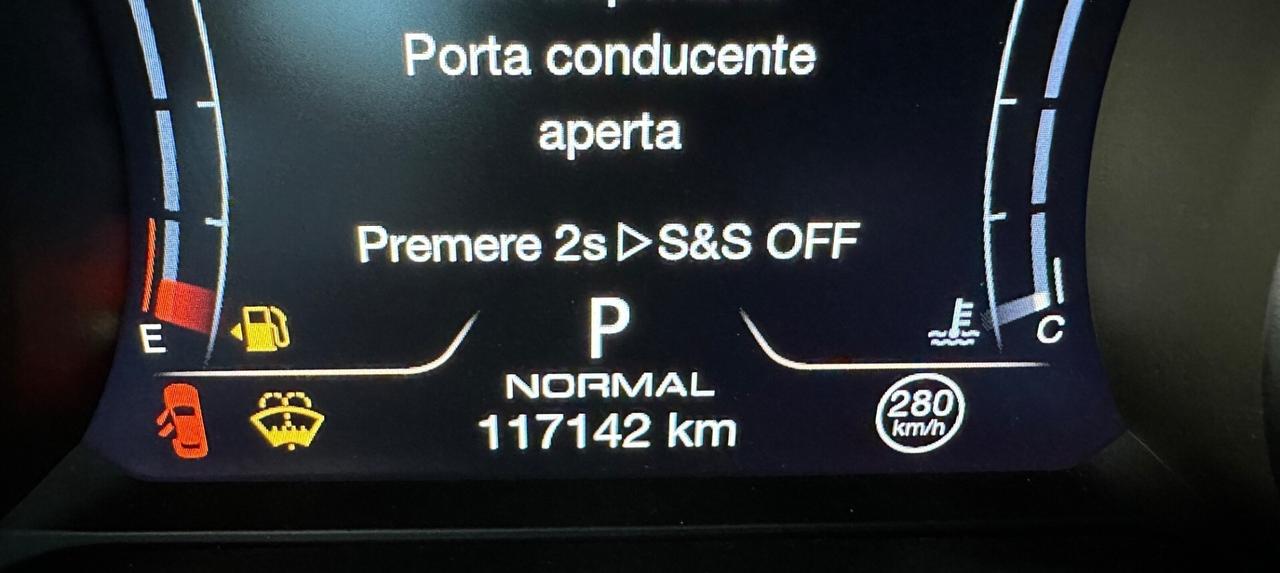 Porta conducente
aperta
Premere 2s ▷ S&S OFF
E
P
C
NORMAL
117142 km
280
km/h